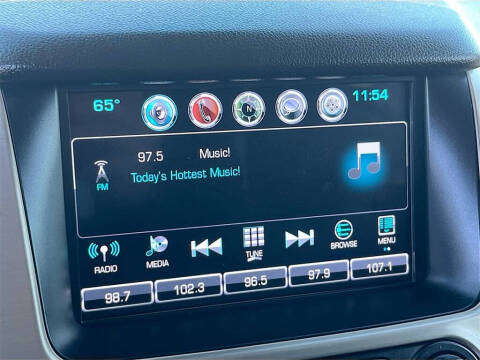 65° N 11:54
97.5 Music!
FM Today's Hottest Music!
RADIO MEDIA TUNE BROWSE MENU
98.7 102.3 96.5 97.9 107.1